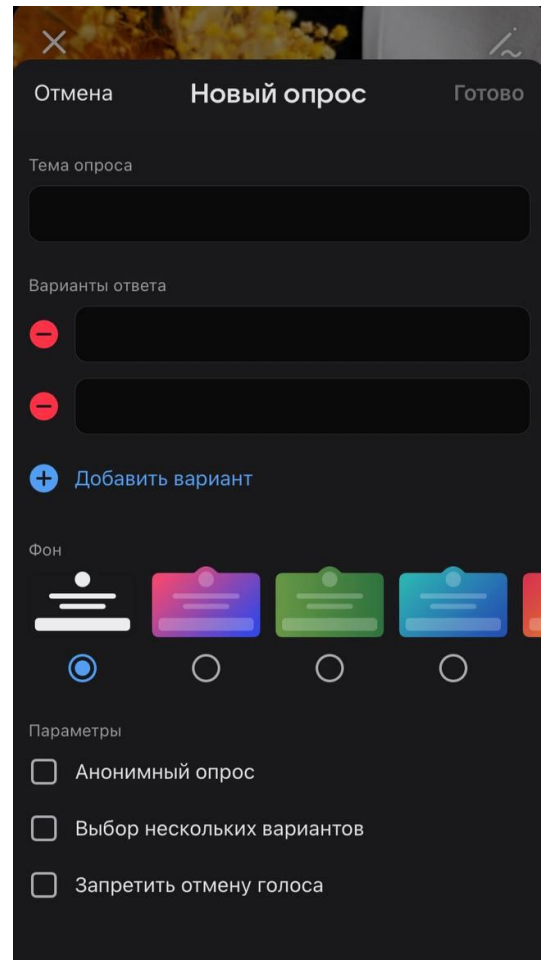 Отмена Новый опрос Готово
Тема опроса
Варианты ответа
Добавить вариант
Фон
Параметры
Анонимный опрос
Выбор нескольких вариантов
Запретить отмену голоса